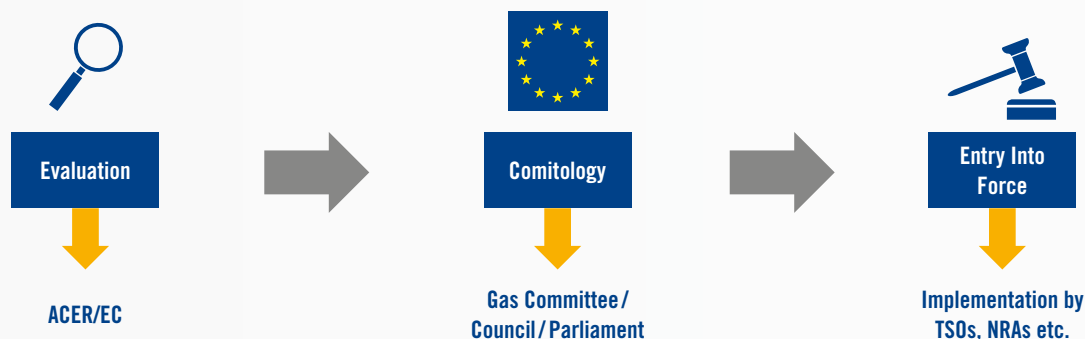 Evaluation
Comitology
Entry Into
Force
ACER/EC
Gas Committee /
Council / Parliament
Implementation by
TSOs, NRAs etc.